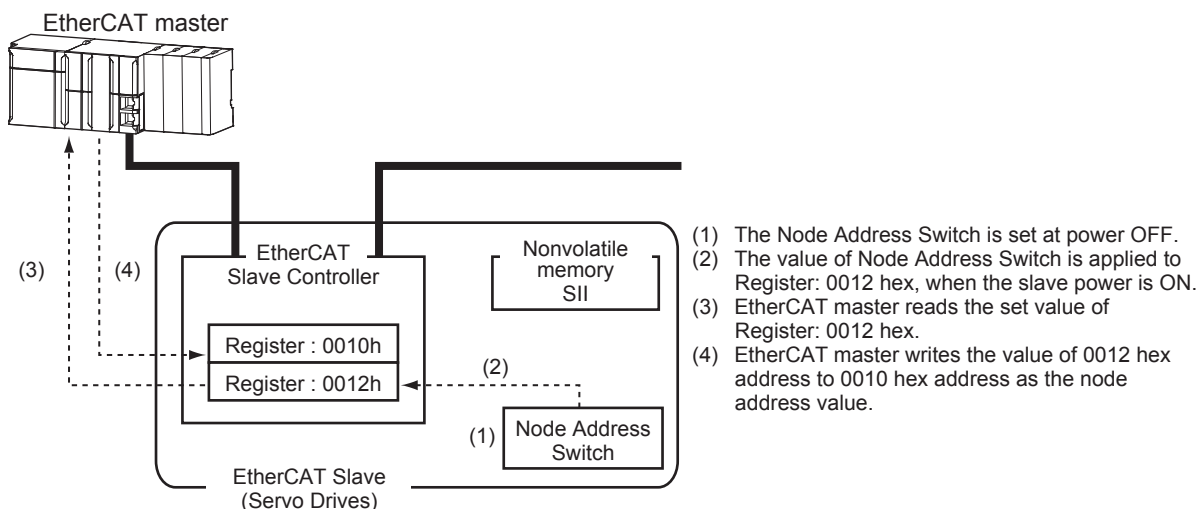 EtherCAT master
(3)
(4)
EtherCAT
Slave Controller
Nonvolatile
memory
SII
Register : 0010h
Register : 0012h
(2)
(1)
Node Address
Switch
EtherCAT Slave
(Servo Drives)
(1) The Node Address Switch is set at power OFF.
(2) The value of Node Address Switch is applied to
Register: 0012 hex, when the slave power is ON.
(3) EtherCAT master reads the set value of
Register: 0012 hex.
(4) EtherCAT master writes the value of 0012 hex
address to 0010 hex address as the node
address value.